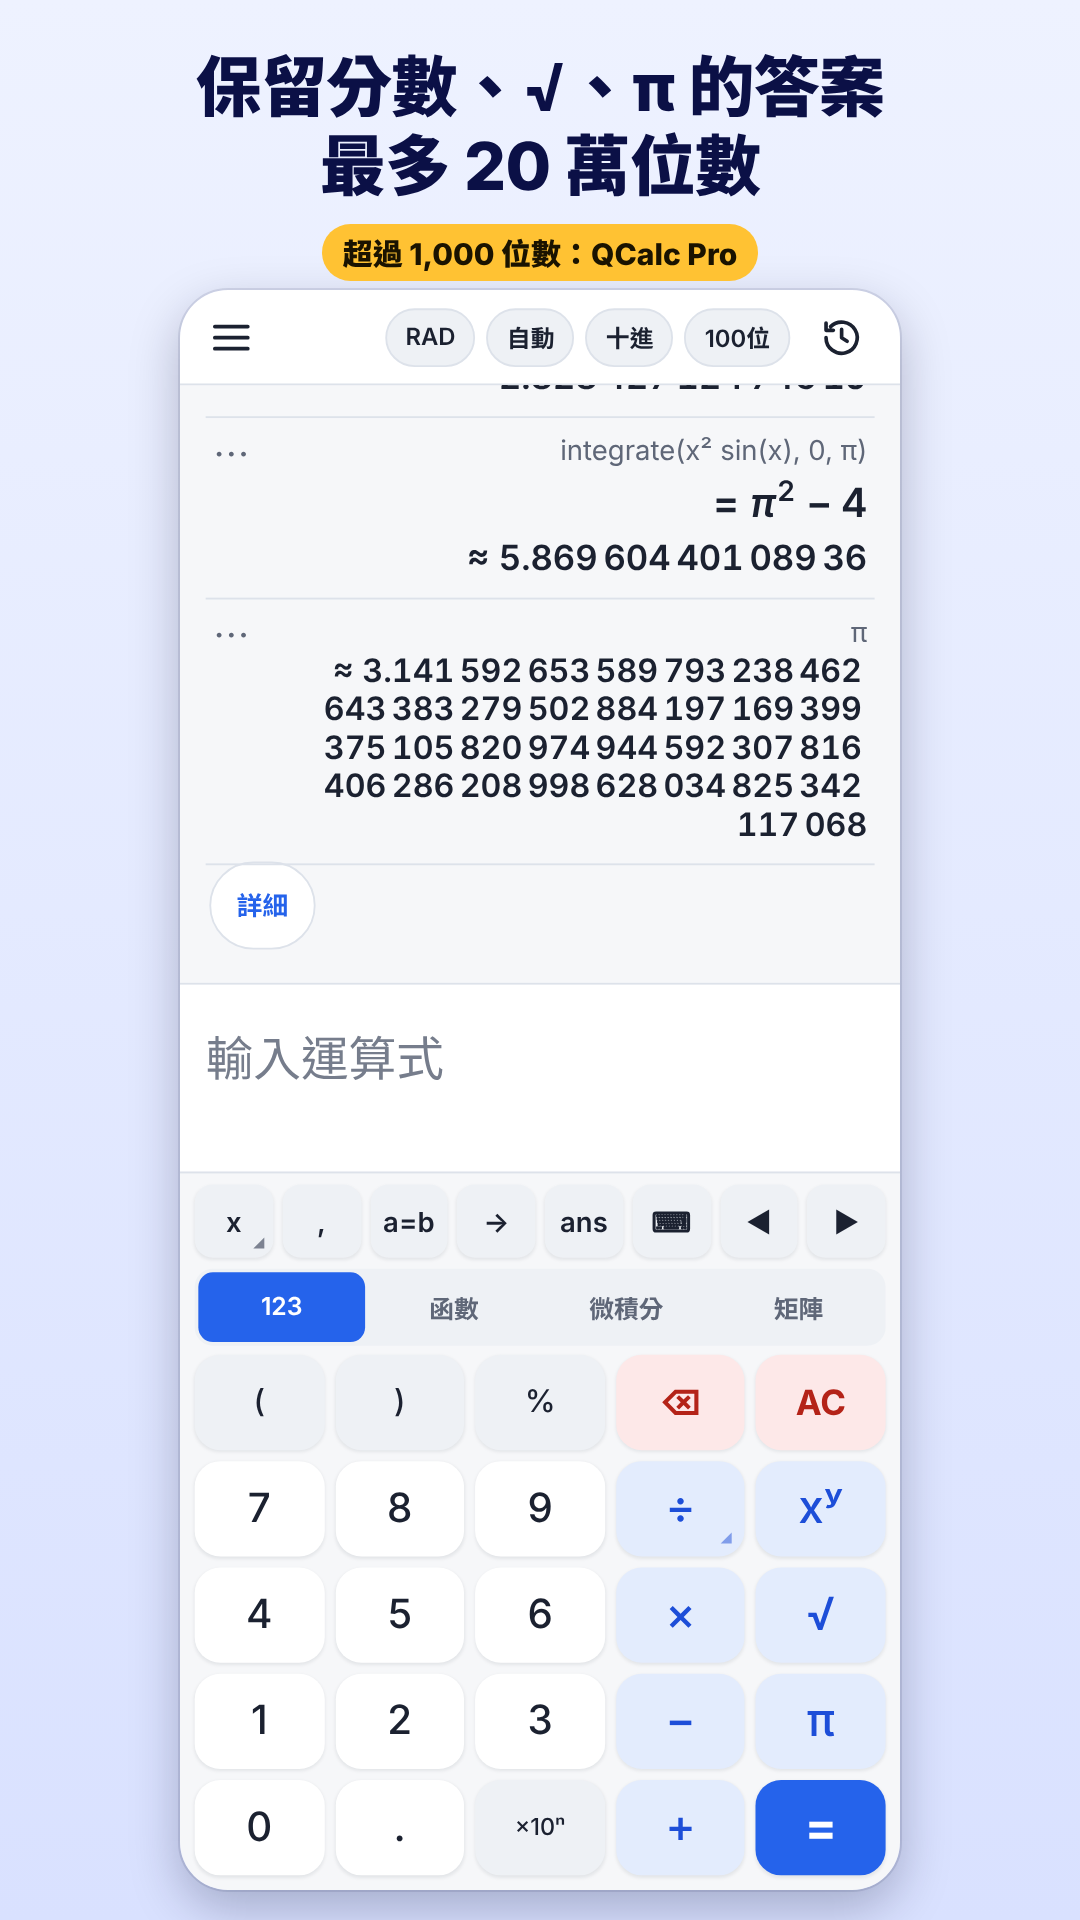 保留分數、√、π 的答案
最多 20 萬位數
超過 1,000 位數：QCalc Pro
RAD 自動 十進 100位
... integrate(x² sin(x), 0, π)
= π² − 4
≈ 5.869 604 401 089 36
... π
≈ 3.141 592 653 589 793 238 462
643 383 279 502 884 197 169 399
375 105 820 974 944 592 307 816
406 286 208 998 628 034 825 342
117 068
詳細
輸入運算式
x , a=b → ans ⌨ ◀ ▶
123 函數 微積分 矩陣
( ) % ⌫ AC
7 8 9 ÷ xʸ
4 5 6 × √
1 2 3 − π
0 . ×10ⁿ + =